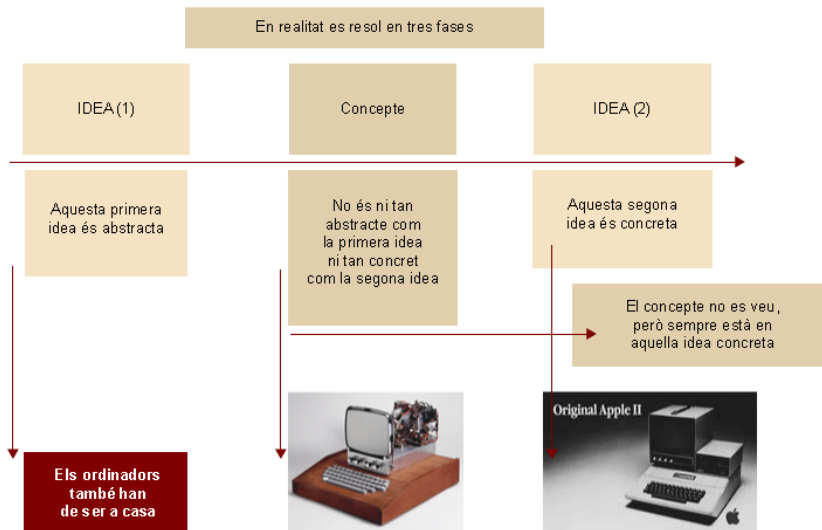 En realitat es resol en tres fases
IDEA (1)
Concepte
IDEA (2)
Aquesta primera
idea és abstracta
No és ni tan
abstracte com
la primera idea
ni tan concret
com la segona idea
Aquesta segona
idea és concreta
El concepte no es veu,
però sempre està en
aquella idea concreta
Original Apple II
Els ordinadors
també han
de ser a casa